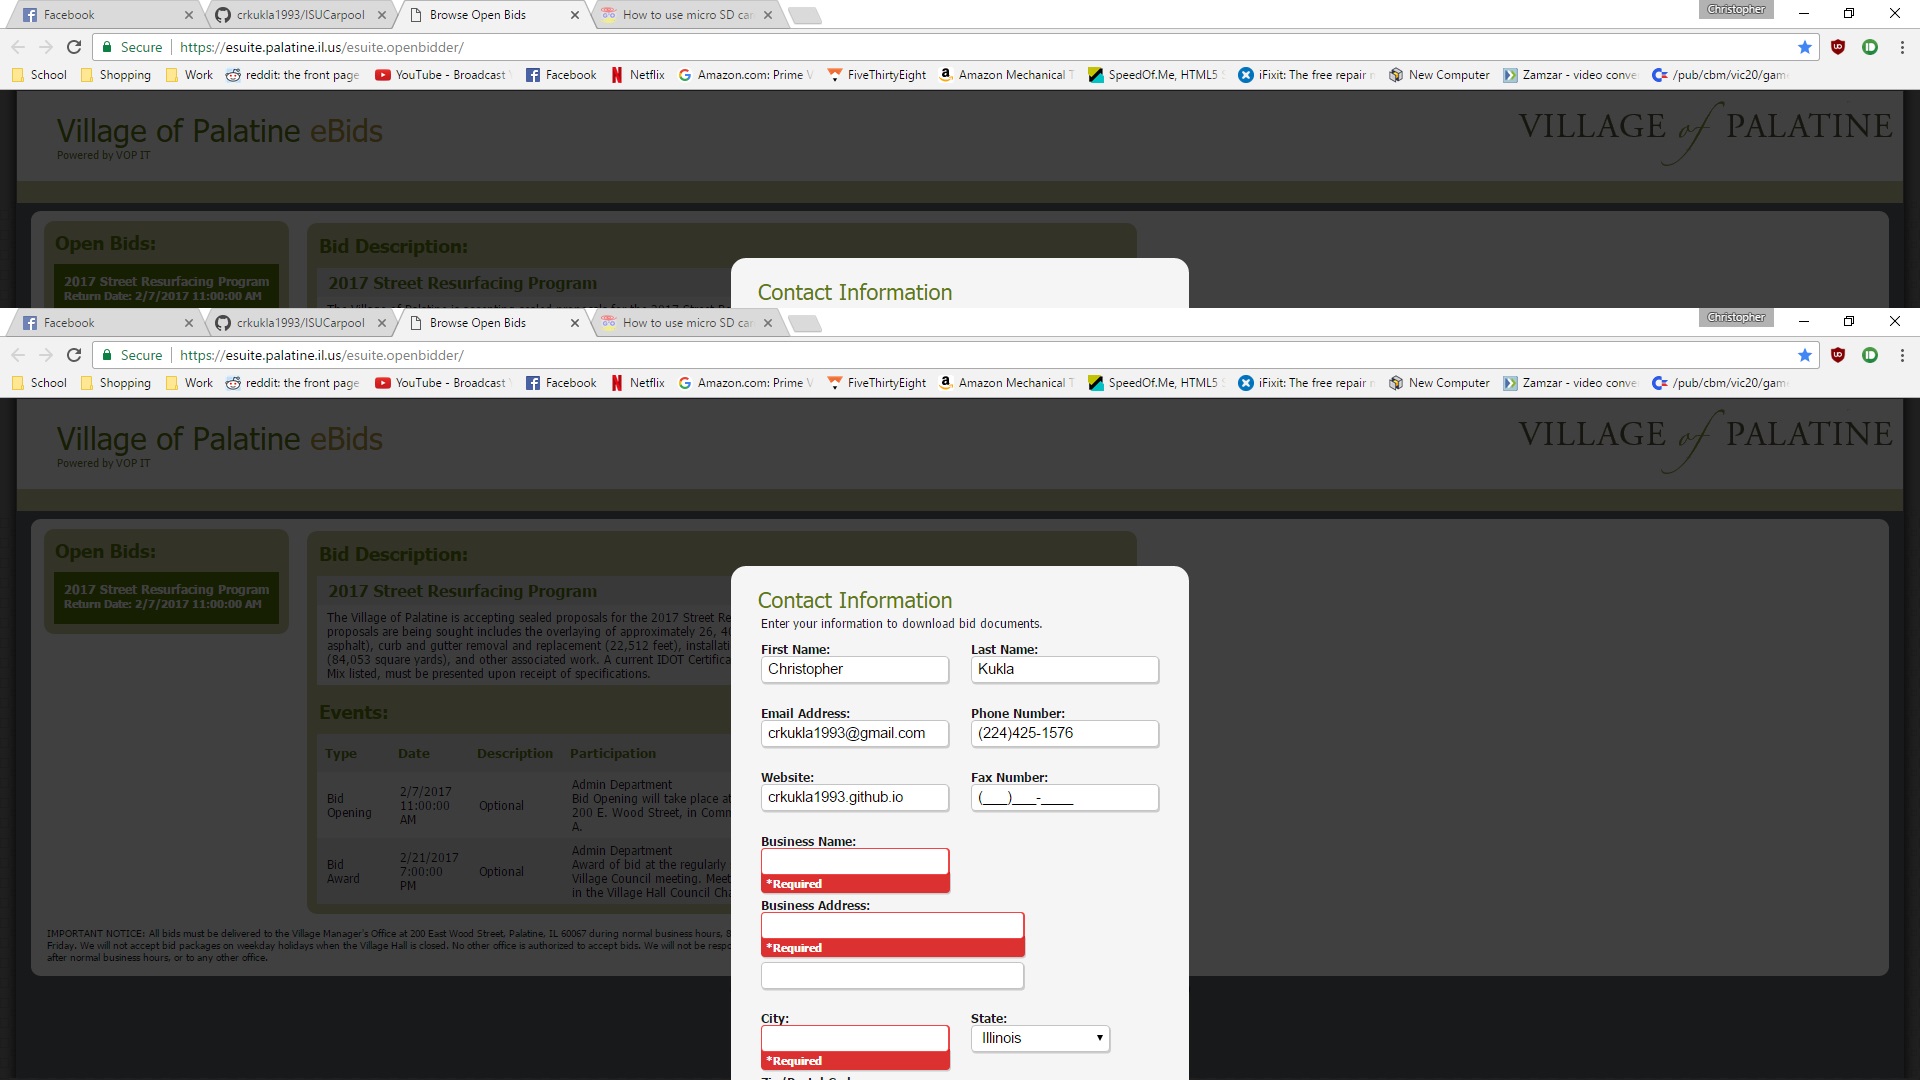 Facebook
crkukla1993/ISUCarpool
Browse Open Bids
How to use micro SD car
Christopher
Secure
https://esuite.palatine.il.us/esuite.openbidder/
School
Shopping
Work
reddit: the front page
YouTube - Broadcast
Facebook
Netflix
Amazon.com: Prime V
FiveThirtyEight
Amazon Mechanical T
SpeedOf.Me, HTML5
iFixit: The free repair
New Computer
Zamzar - video conve
/pub/cbm/vic20/gam
Village of Palatine eBids
Powered by VOP IT
VILLAGE of PALATINE
Open Bids:
2017 Street Resurfacing Program
Return Date: 2/7/2017 11:00:00 AM
Bid Description:
2017 Street Resurfacing Program
Contact Information
Facebook
crkukla1993/ISUCarpool
Browse Open Bids
How to use micro SD car
Christopher
Secure
https://esuite.palatine.il.us/esuite.openbidder/
School
Shopping
Work
reddit: the front page
YouTube - Broadcast
Facebook
Netflix
Amazon.com: Prime V
FiveThirtyEight
Amazon Mechanical T
SpeedOf.Me, HTML5
iFixit: The free repair
New Computer
Zamzar - video conve
/pub/cbm/vic20/gam
Village of Palatine eBids
Powered by VOP IT
VILLAGE of PALATINE
Open Bids:
2017 Street Resurfacing Program
Return Date: 2/7/2017 11:00:00 AM
Bid Description:
2017 Street Resurfacing Program
The Village of Palatine is accepting sealed proposals for the 2017 Street Re
proposals are being sought includes the overlaying of approximately 26, 40
asphalt), curb and gutter removal and replacement (22,512 feet), installati
(84,053 square yards), and other associated work. A current IDOT Certifica
Mix listed, must be presented upon receipt of specifications.
Events:
Type Date Description Participation
Bid Opening
2/7/2017 11:00:00 AM
Optional
Admin Department
Bid Opening will take place at
200 E. Wood Street, in Comm
A.
Bid Award
2/21/2017 7:00:00 PM
Optional
Admin Department
Award of bid at the regularly
Village Council meeting. Meet
in the Village Hall Council Cha
IMPORTANT NOTICE: All bids must be delivered to the Village Manager's Office at 200 East Wood Street, Palatine, IL 60067 during normal business hours, 8
Friday. We will not accept bid packages on weekday holidays when the Village Hall is closed. No other office is authorized to accept bids. We will not be respo
after normal business hours, or to any other office.
Contact Information
Enter your information to download bid documents.
First Name: Last Name:
Christopher Kukla
Email Address: Phone Number:
crkukla1993@gmail.com (224)425-1576
Website: Fax Number:
crkukla1993.github.io (___)___-____
Business Name:
*Required
Business Address:
*Required
City: State:
Illinois
*Required